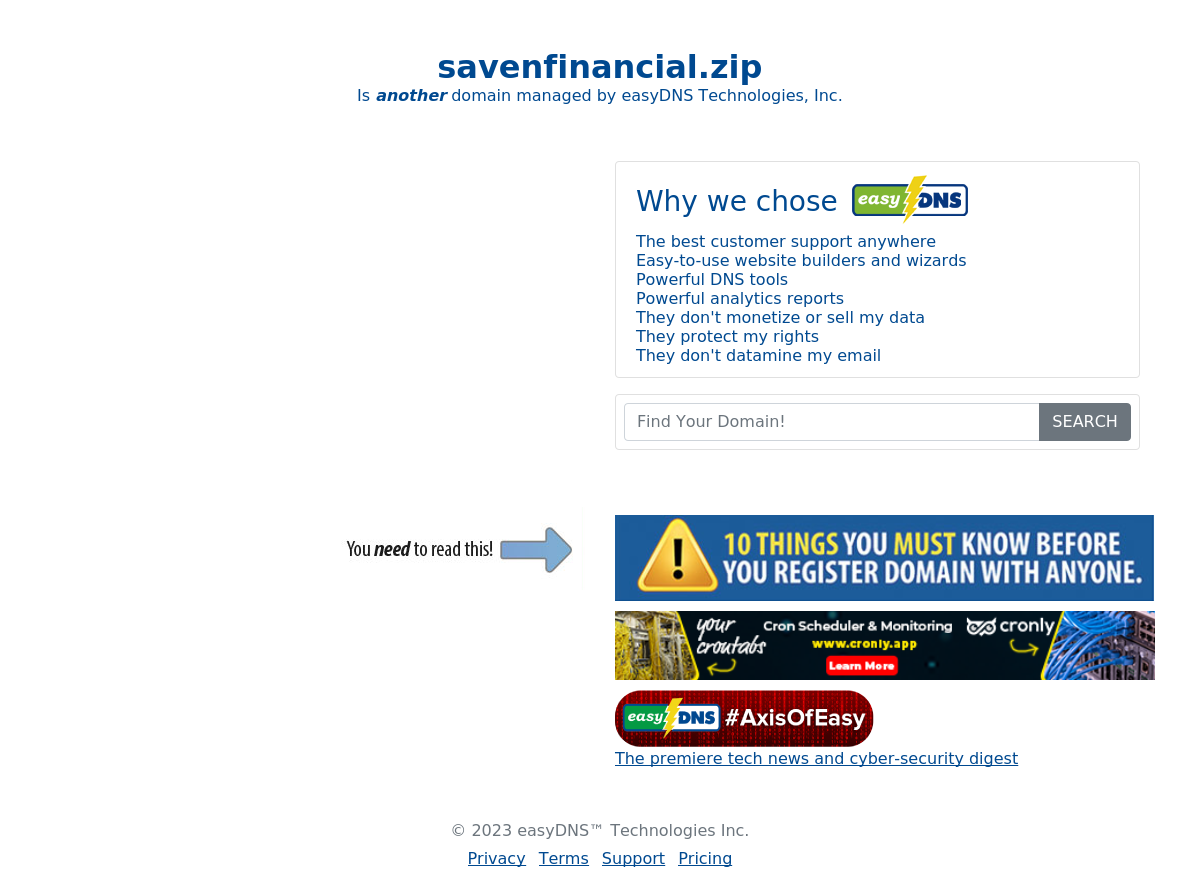 savenfinancial.zip
Is another domain managed by easyDNS Technologies, Inc.
Why we chose easyDNS
The best customer support anywhere
Easy-to-use website builders and wizards
Powerful DNS tools
Powerful analytics reports
They don't monetize or sell my data
They protect my rights
They don't datamine my email
Find Your Domain! SEARCH
You need to read this!
10 THINGS YOU MUST KNOW BEFORE
YOU REGISTER DOMAIN WITH ANYONE.
your
crontabs
Cron Scheduler & Monitoring
www.cronly.app
Learn More
cronly
easyDNS #AxisOfEasy
The premiere tech news and cyber-security digest
© 2023 easyDNS™ Technologies Inc.
Privacy Terms Support Pricing